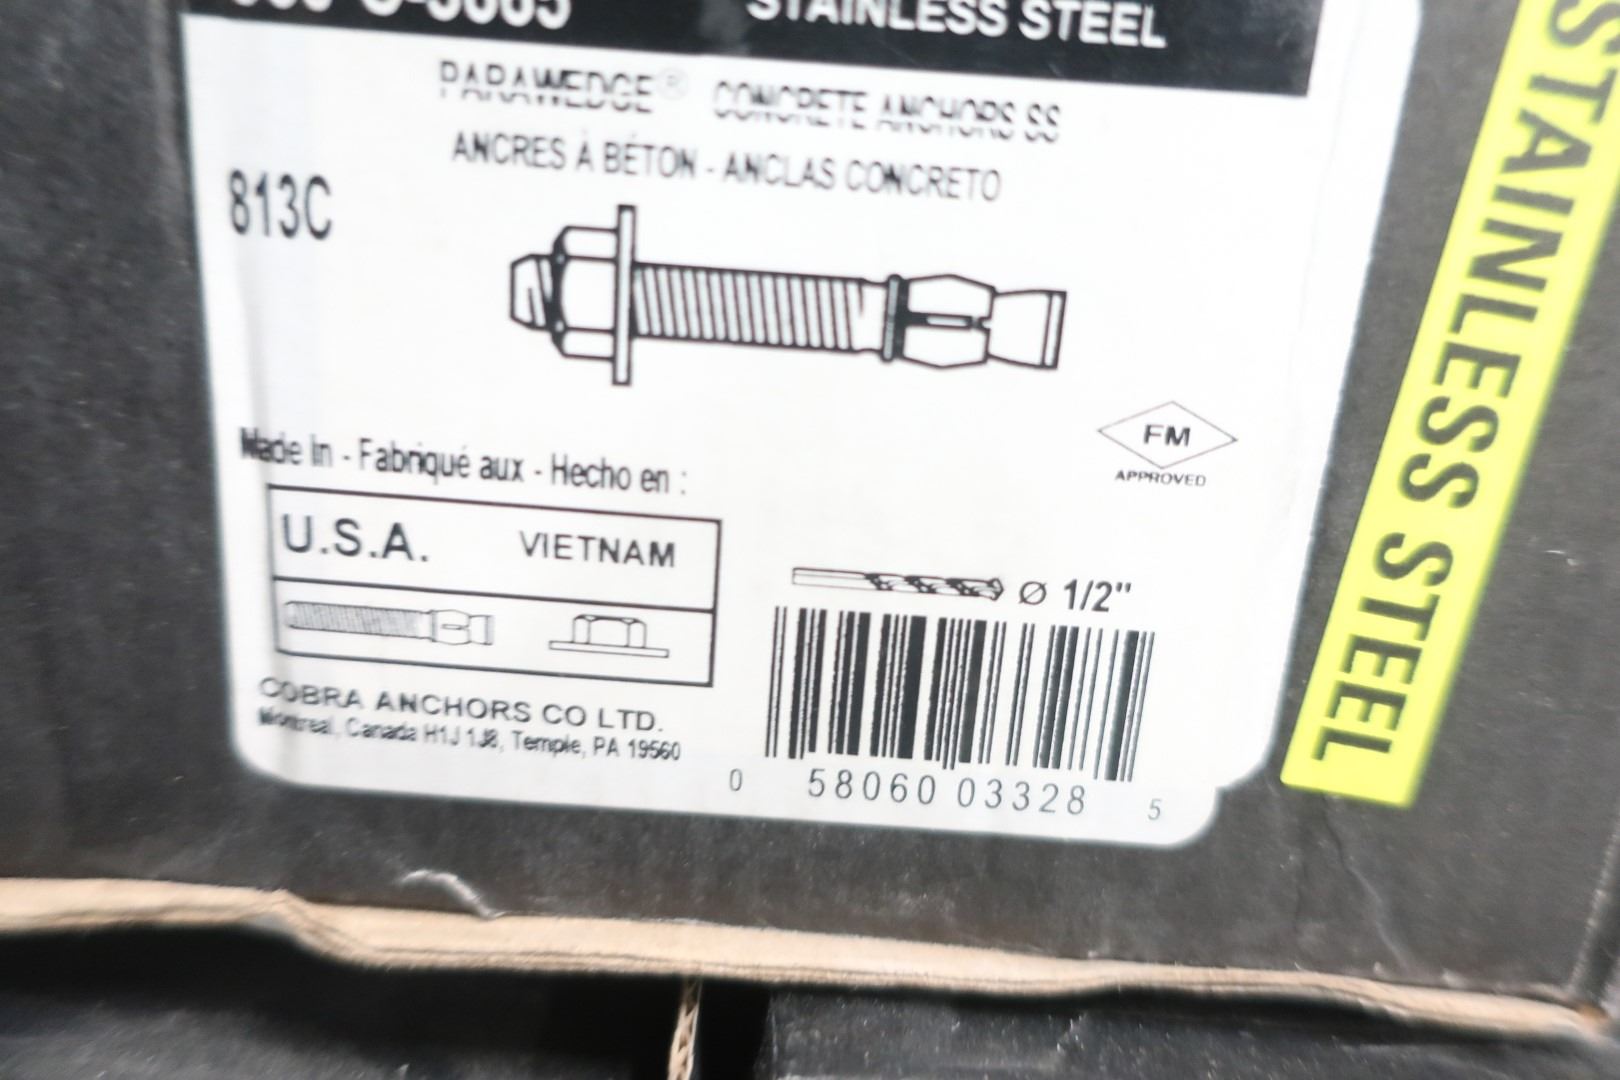 STAINLESS STEEL
PARAWEDGE® CONCRETE ANCHORS SS
ANCRES À BÉTON - ANCLAS CONCRETO
813C
FM
APPROVED
Made In - Fabriqué aux - Hecho en :
U.S.A. VIETNAM
Ø 1/2"
COBRA ANCHORS CO LTD.
Montreal, Canada H1J 1J8, Temple, PA 19560
0 58060 03328 5
STAINLESS STEEL